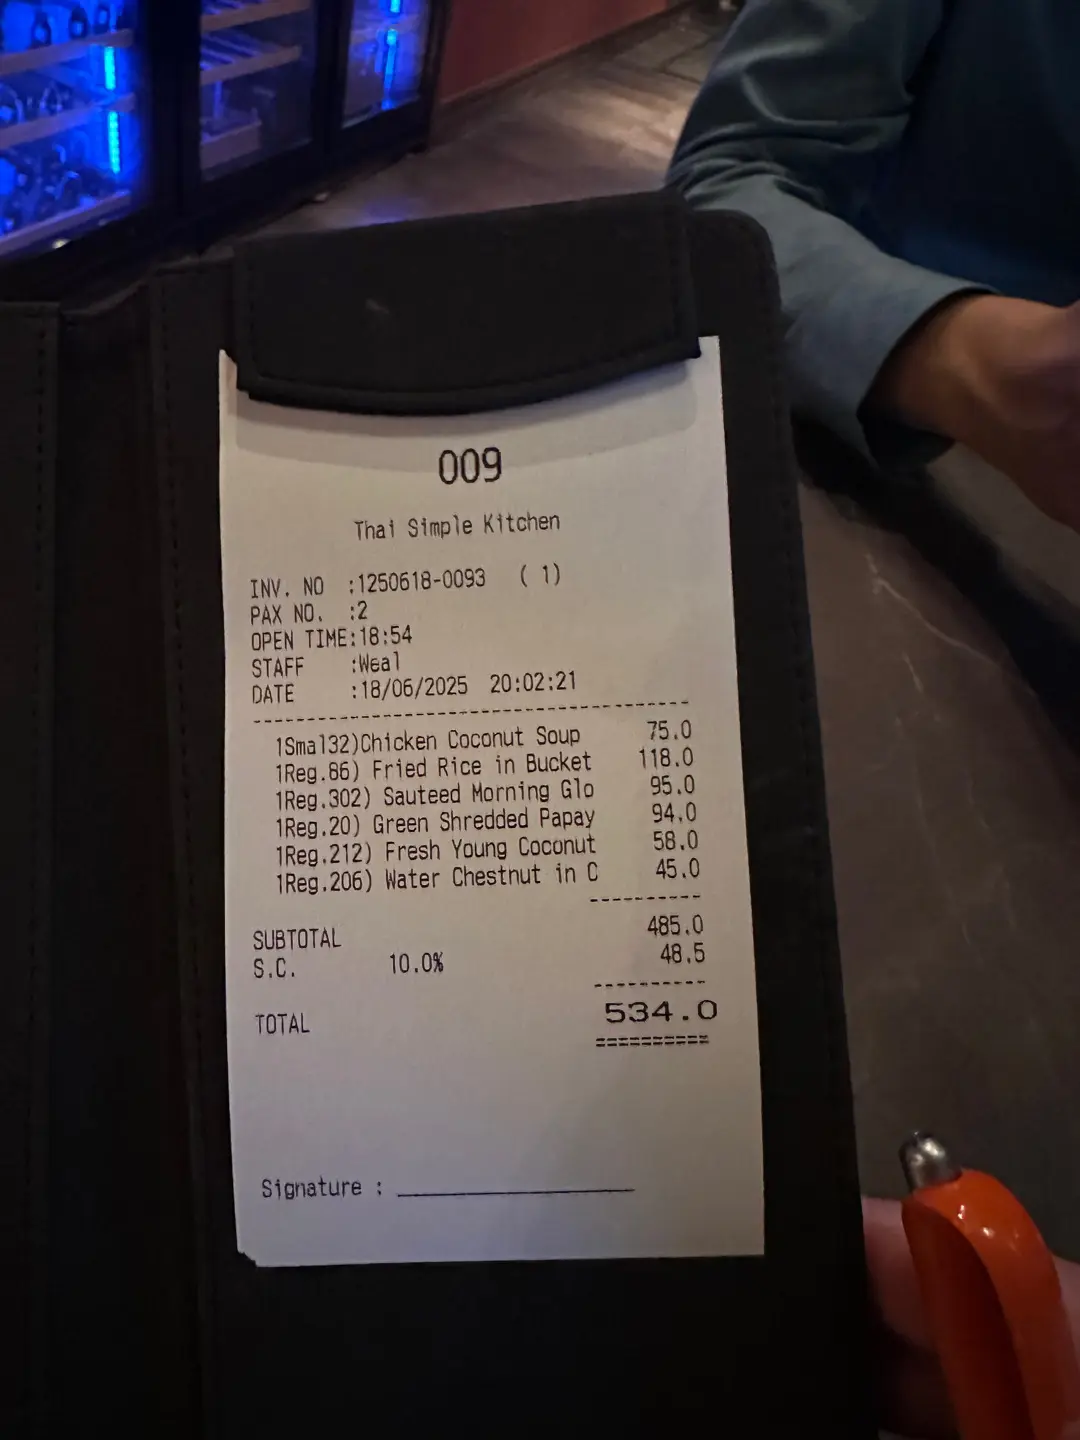 009
Thai Simple Kitchen
INV. NO :1250618-0093 ( 1)
PAX NO. :2
OPEN TIME:18:54
STAFF :Weal
DATE :18/06/2025 20:02:21
1Smal32)Chicken Coconut Soup 75.0
1Reg.86) Fried Rice in Bucket 118.0
1Reg.302) Sauteed Morning Glo 95.0
1Reg.20) Green Shredded Papay 94.0
1Reg.212) Fresh Young Coconut 58.0
1Reg.206) Water Chestnut in C 45.0
SUBTOTAL 485.0
S.C. 10.0% 48.5
TOTAL 534.0
Signature :